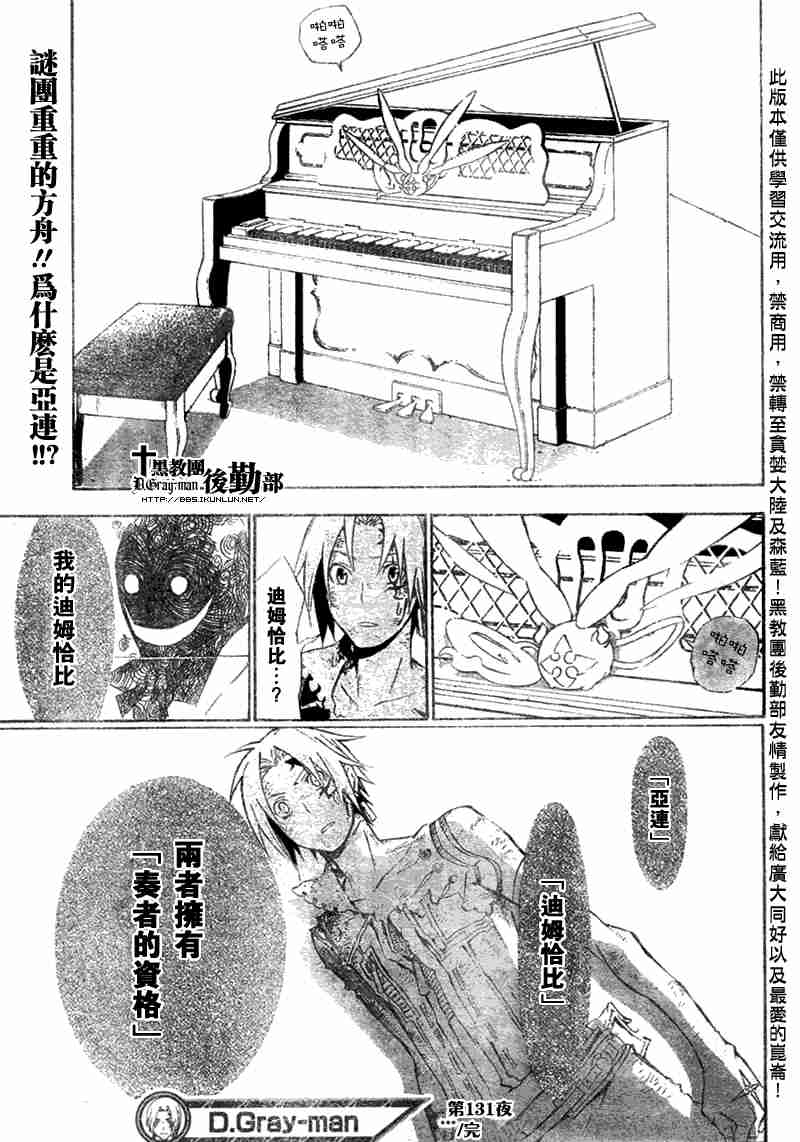 此版本僅供學習交流用，禁商用，禁轉至貪婪大陸及森藍！黑教團後勤部友情製作，獻給廣大同好以及最愛的崑崙！
啪啪
嗒嗒
謎團重重的方舟!!爲什麽是亞連!!?
黑教團
D.Gray-man
後勤部
HTTP://BBS.IKUNLUN.NET/
啪啪
嗒嗒
迪姆恰比…?
我的迪姆恰比
「亞連」
「迪姆恰比」
兩者擁有
「奏者的資格」
D.Gray-man
第131夜
…/完